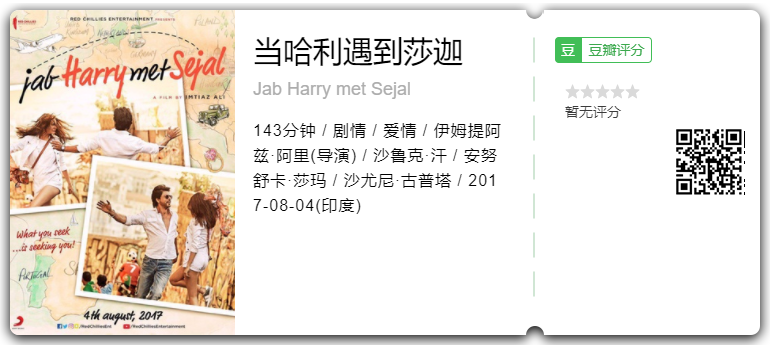 RED CHILLIES ENTERTAINMENT PRESENTS
jab Harry met Sejal
A FILM BY IMTIAZ ALI
What you seek
...is seeking you!
PORTUGAL
4th august, 2017
/RedChilliesEnt
/RedChilliesEntertainment
当哈利遇到莎迦
Jab Harry met Sejal
143分钟 / 剧情 / 爱情 / 伊姆提阿
兹·阿里(导演) / 沙鲁克·汗 / 安努
舒卡·莎玛 / 沙尤尼·古普塔 / 201
7-08-04(印度)
豆 豆瓣评分
暂无评分